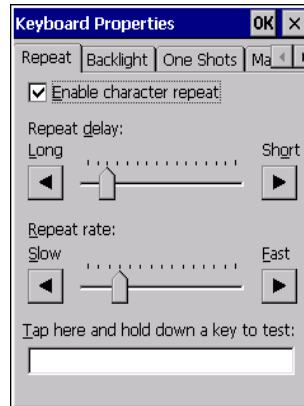 Keyboard Properties OK ×
Repeat Backlight One Shots Ma
Enable character repeat
Repeat delay:
Long Short
Repeat rate:
Slow Fast
Tap here and hold down a key to test: